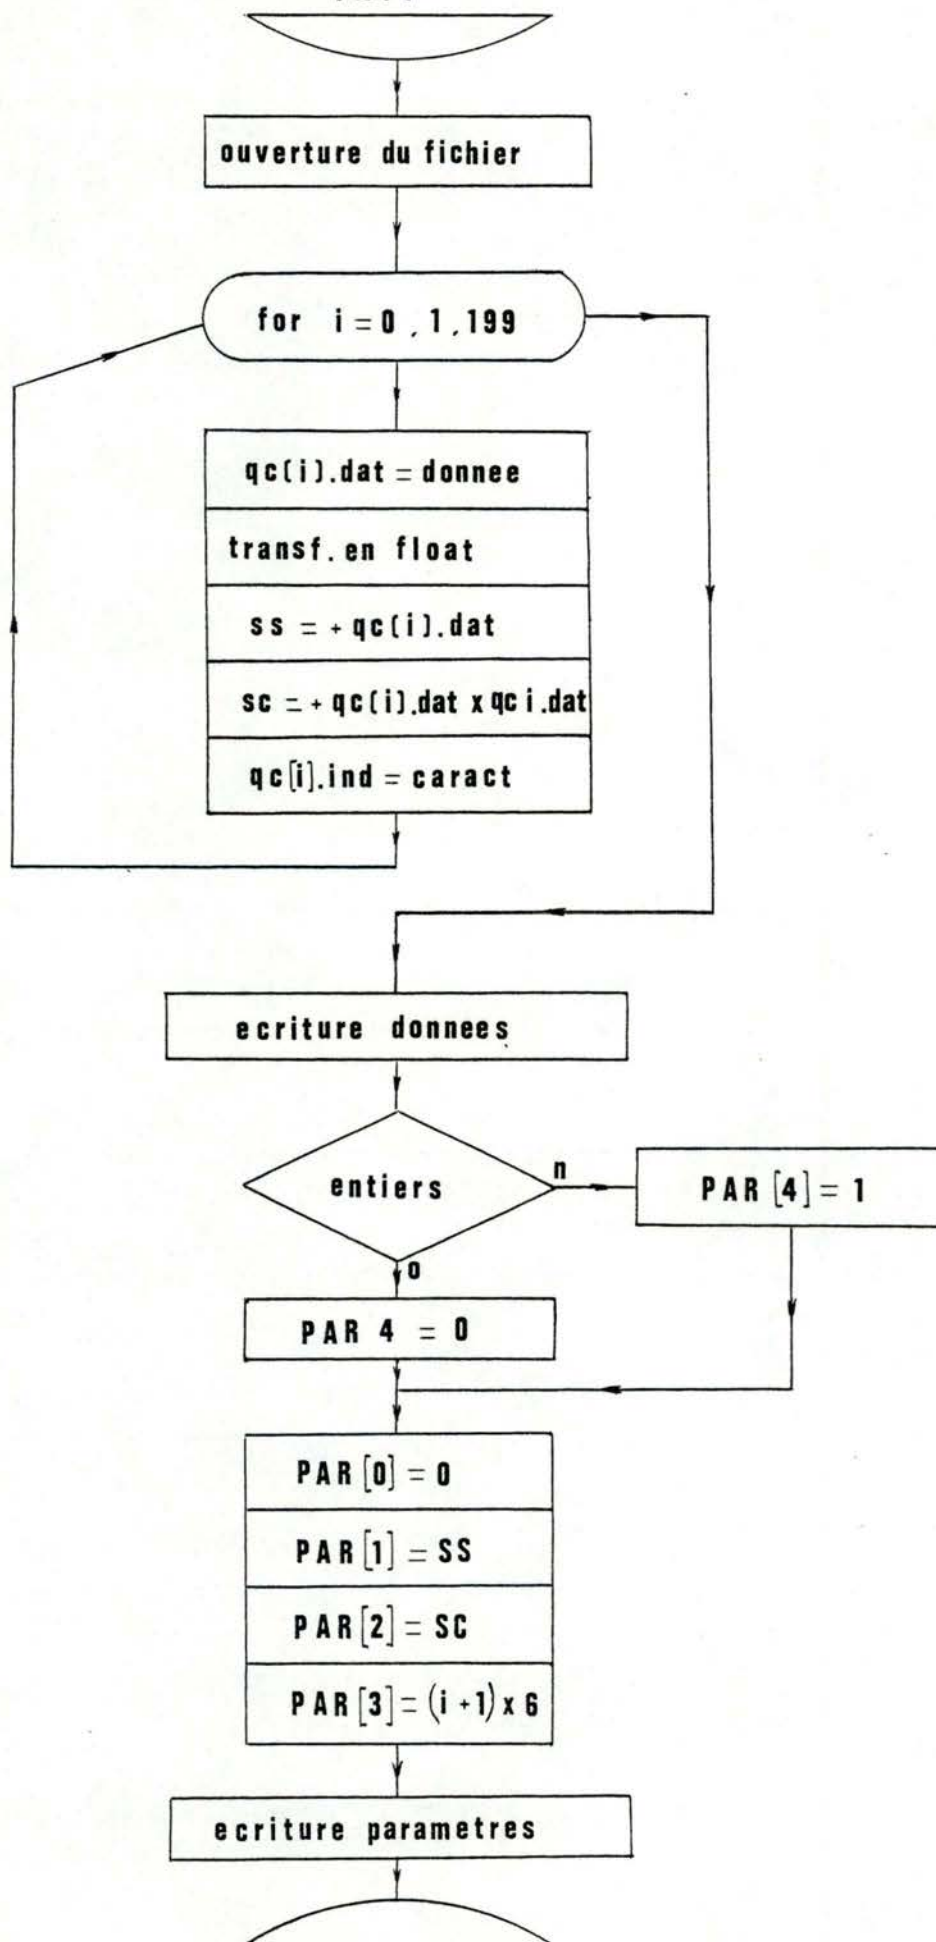 ouverture du fichier
for i = 0 , 1 , 199
qc(i).dat = donnee
transf. en float
ss = + qc(i).dat
sc = + qc(i).dat x qc i .dat
qc[i].ind = caract
ecriture donnees
entiers
n
PAR [4] = 1
o
PAR 4 = 0
PAR [0] = 0
PAR [1] = SS
PAR [2] = SC
PAR [3] = (i +1) x 6
ecriture parametres